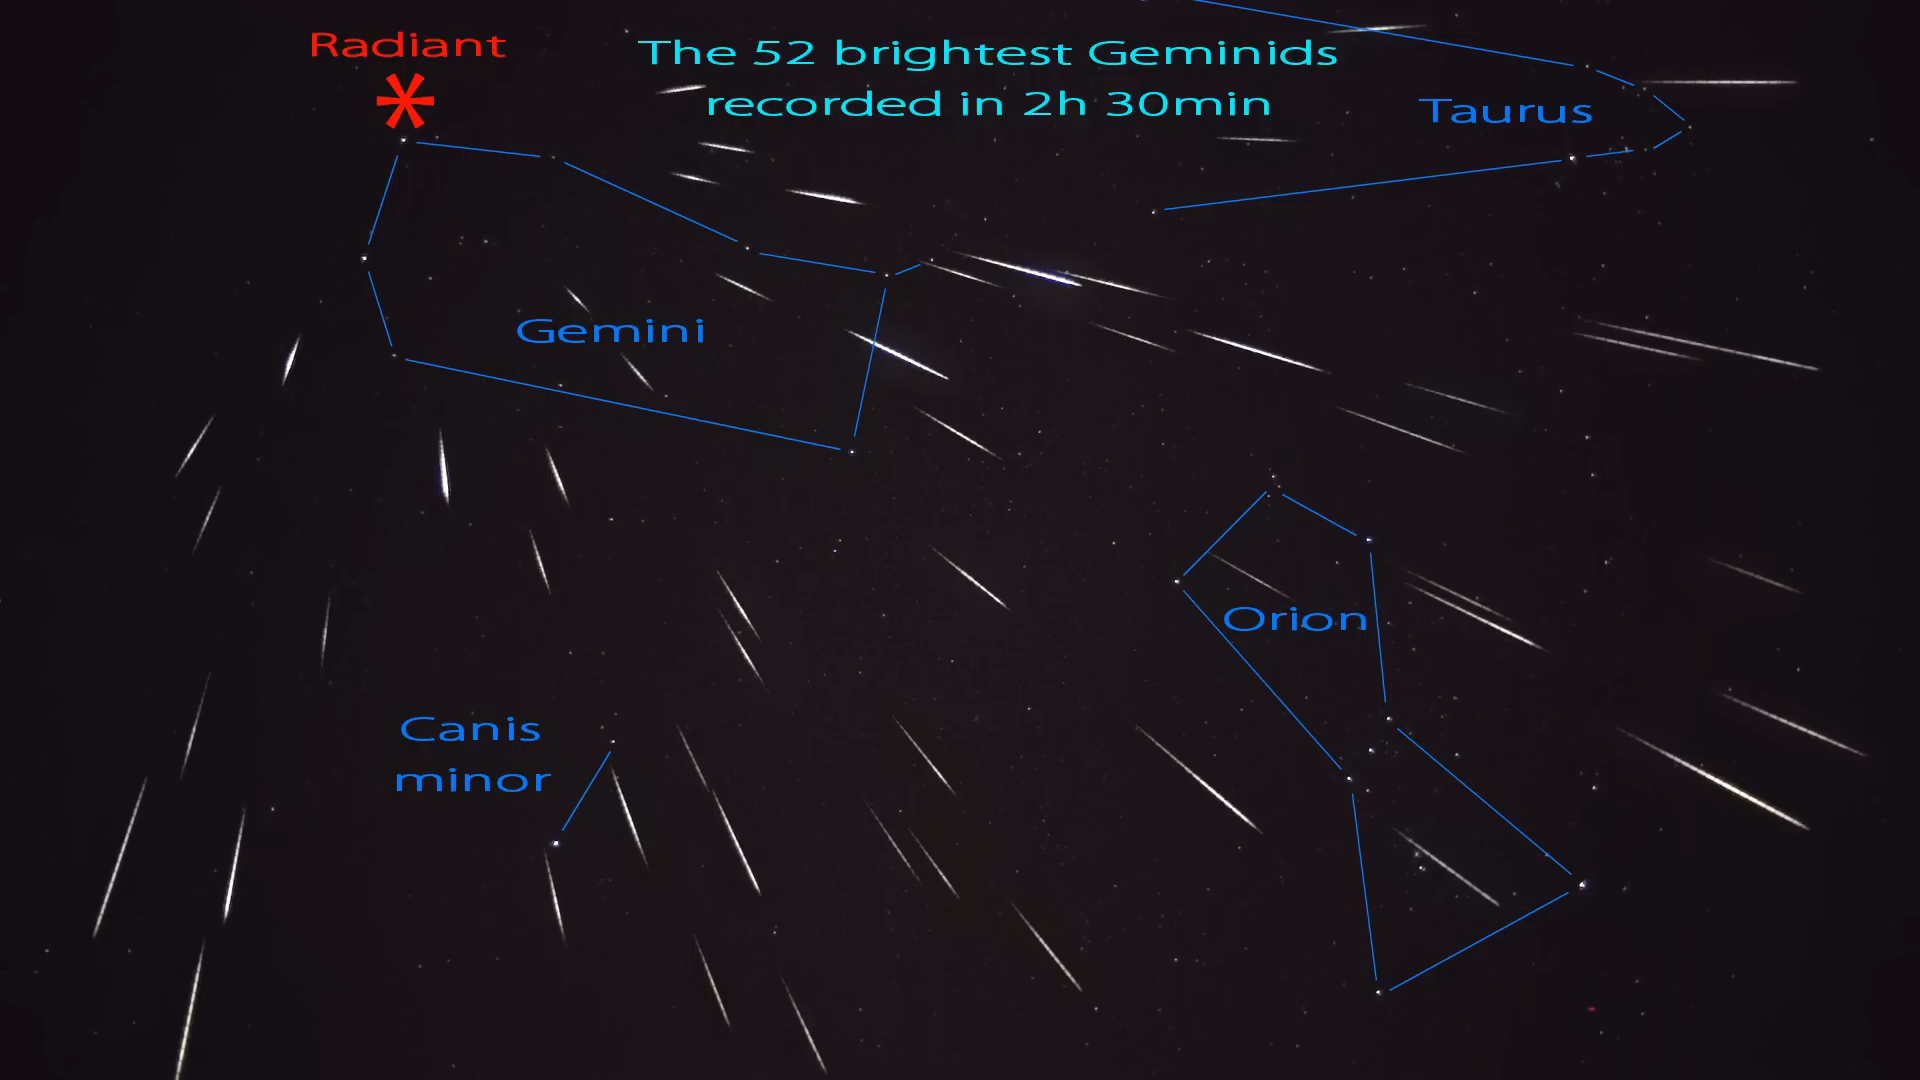 Radiant
The 52 brightest Geminids
recorded in 2h 30min
Taurus
Gemini
Orion
Canis
minor